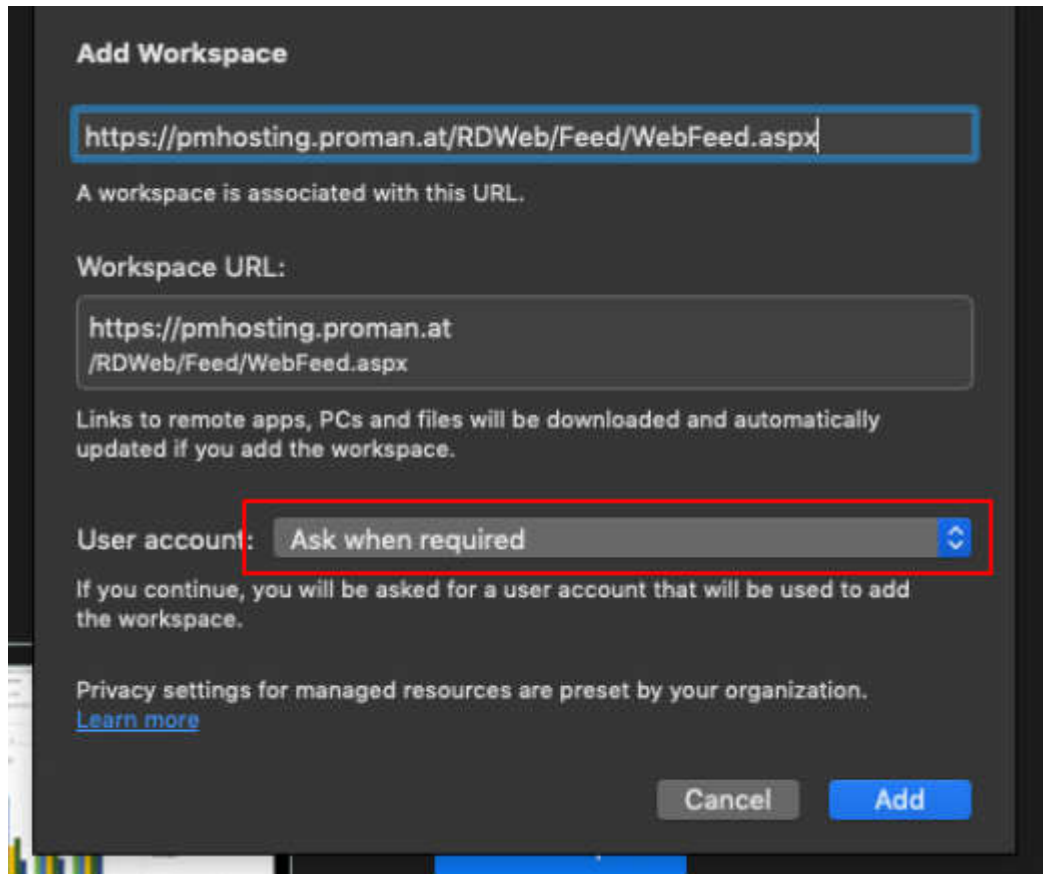 Add Workspace
https://pmhosting.proman.at/RDWeb/Feed/WebFeed.aspx
A workspace is associated with this URL.
Workspace URL:
https://pmhosting.proman.at
/RDWeb/Feed/WebFeed.aspx
Links to remote apps, PCs and files will be downloaded and automatically
updated if you add the workspace.
User account: Ask when required
If you continue, you will be asked for a user account that will be used to add
the workspace.
Privacy settings for managed resources are preset by your organization.
Learn more
Cancel Add